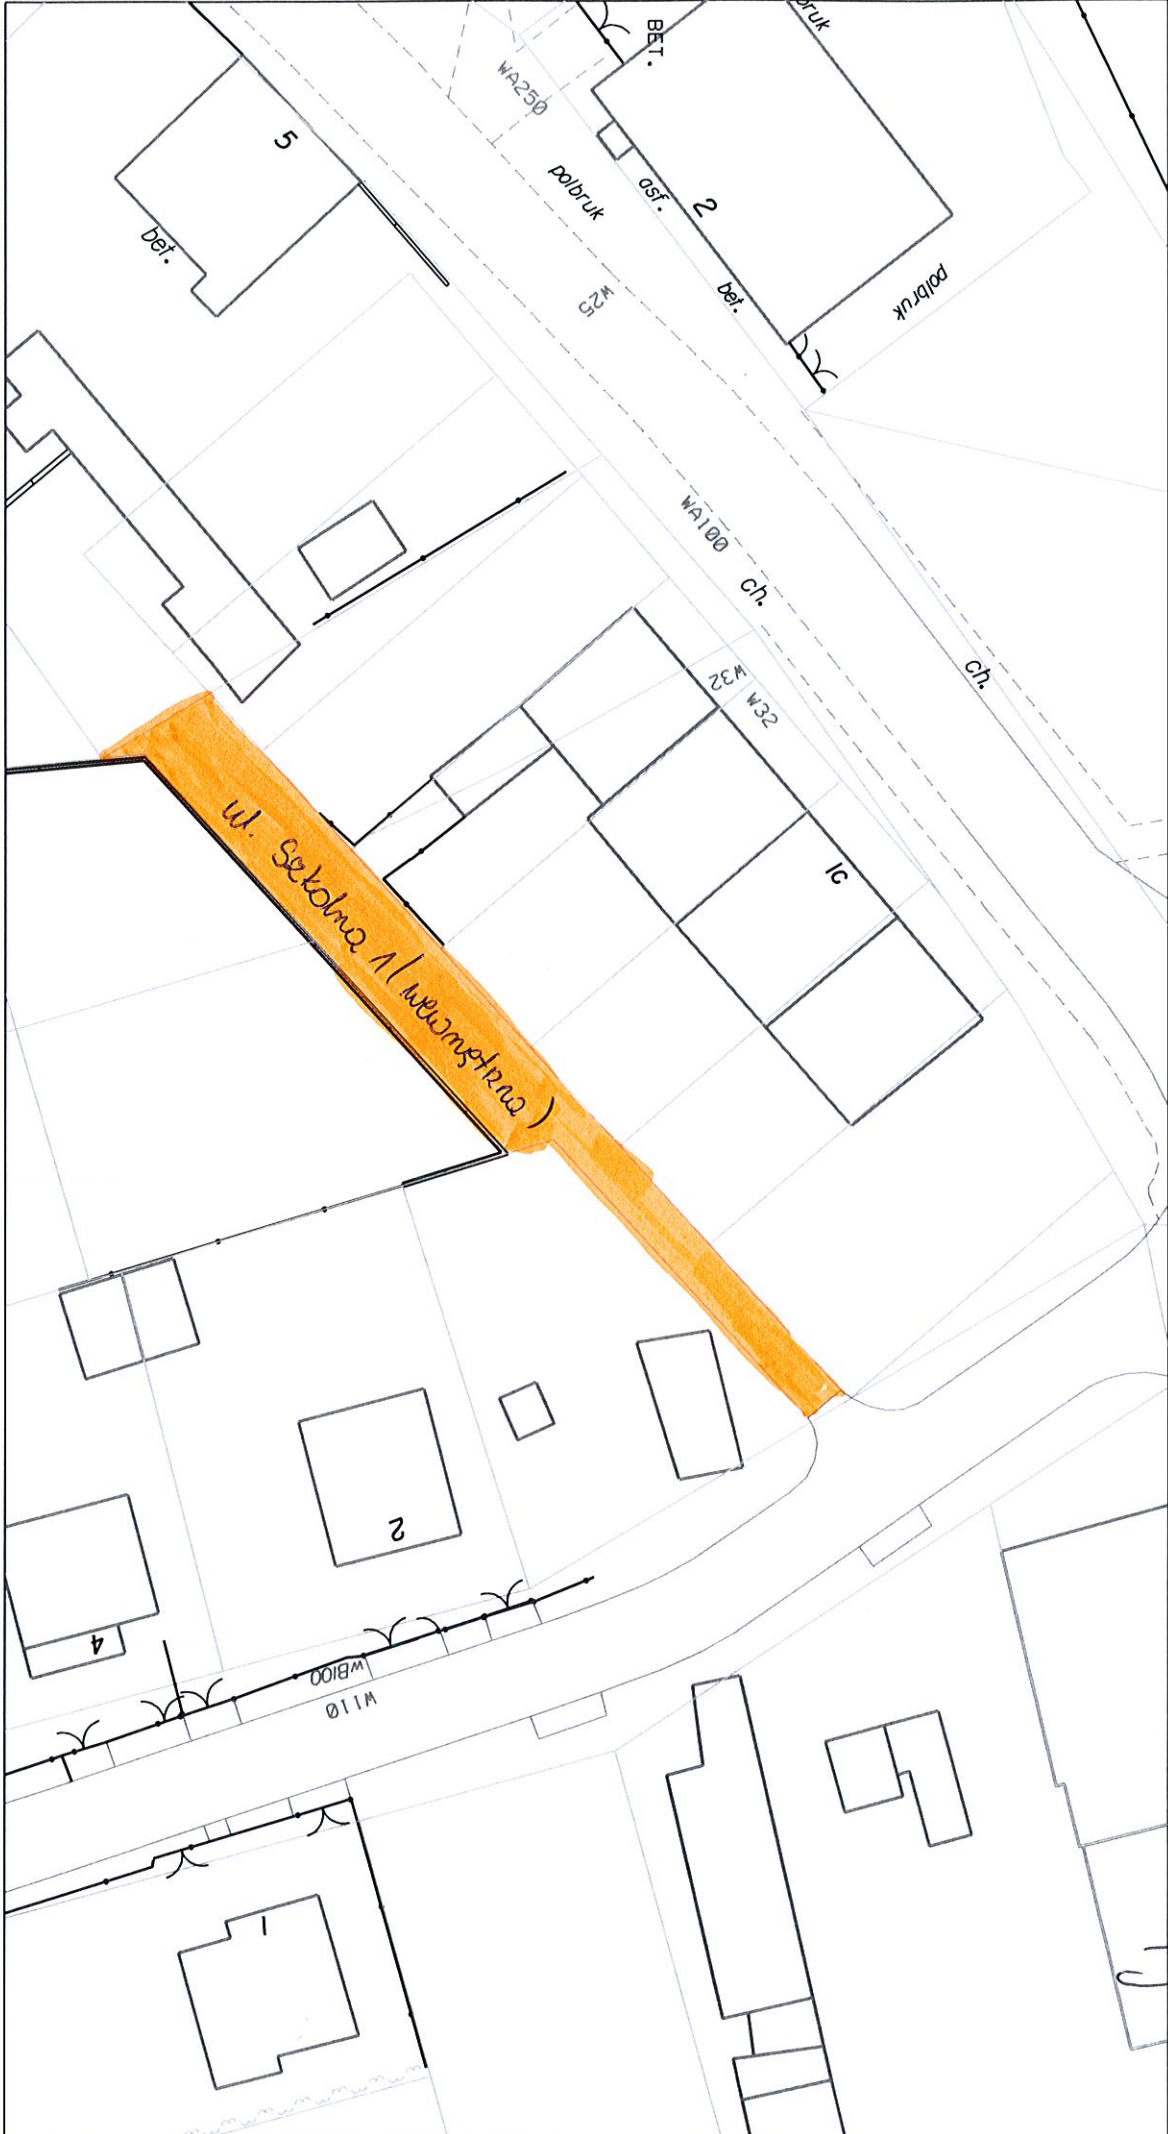 bruk
BET.
WA250
5
polbruk
asf.
2
bet.
bet.
polbruk
W25
WA100
ch.
ch.
W32
W32
1c
ul. Szkolna 1 (wewnętrzna)
2
4
WB100
W110
1